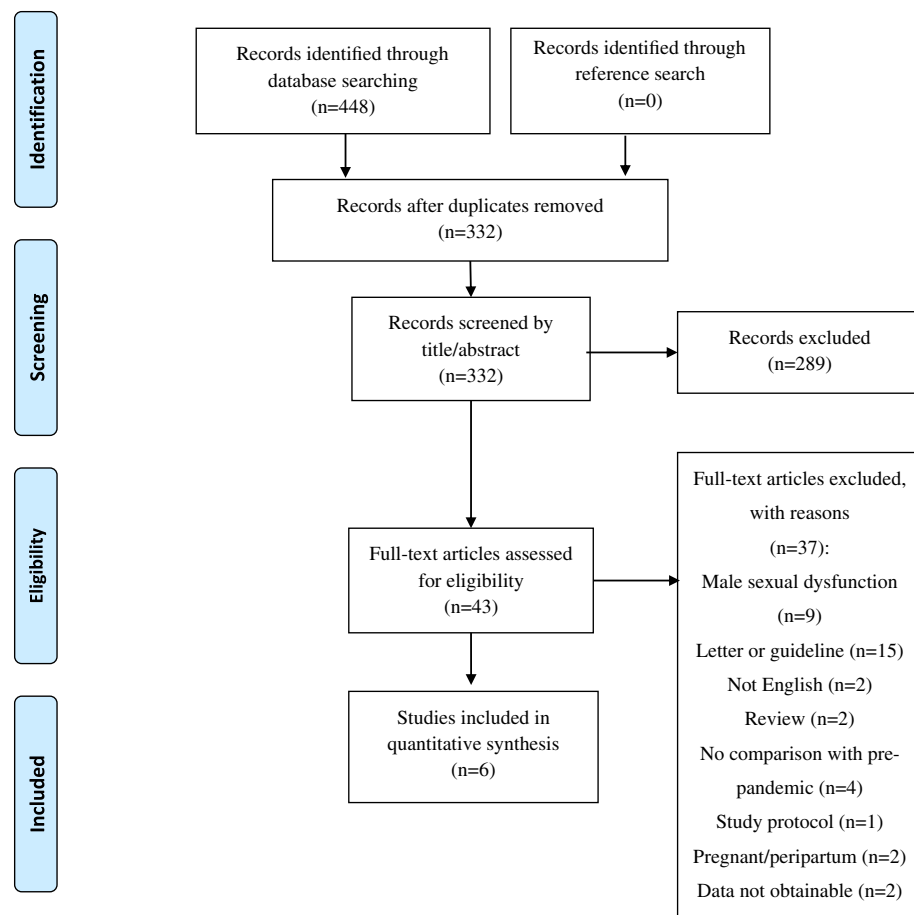 Identification
Records identified through
database searching
(n=448)
Records identified through
reference search
(n=0)
Records after duplicates removed
(n=332)
Screening
Records screened by
title/abstract
(n=332)
Records excluded
(n=289)
Eligibility
Full-text articles assessed
for eligibility
(n=43)
Full-text articles excluded,
with reasons
(n=37):
Male sexual dysfunction
(n=9)
Letter or guideline (n=15)
Not English (n=2)
Review (n=2)
No comparison with pre-
pandemic (n=4)
Study protocol (n=1)
Pregnant/peripartum (n=2)
Data not obtainable (n=2)
Included
Studies included in
quantitative synthesis
(n=6)